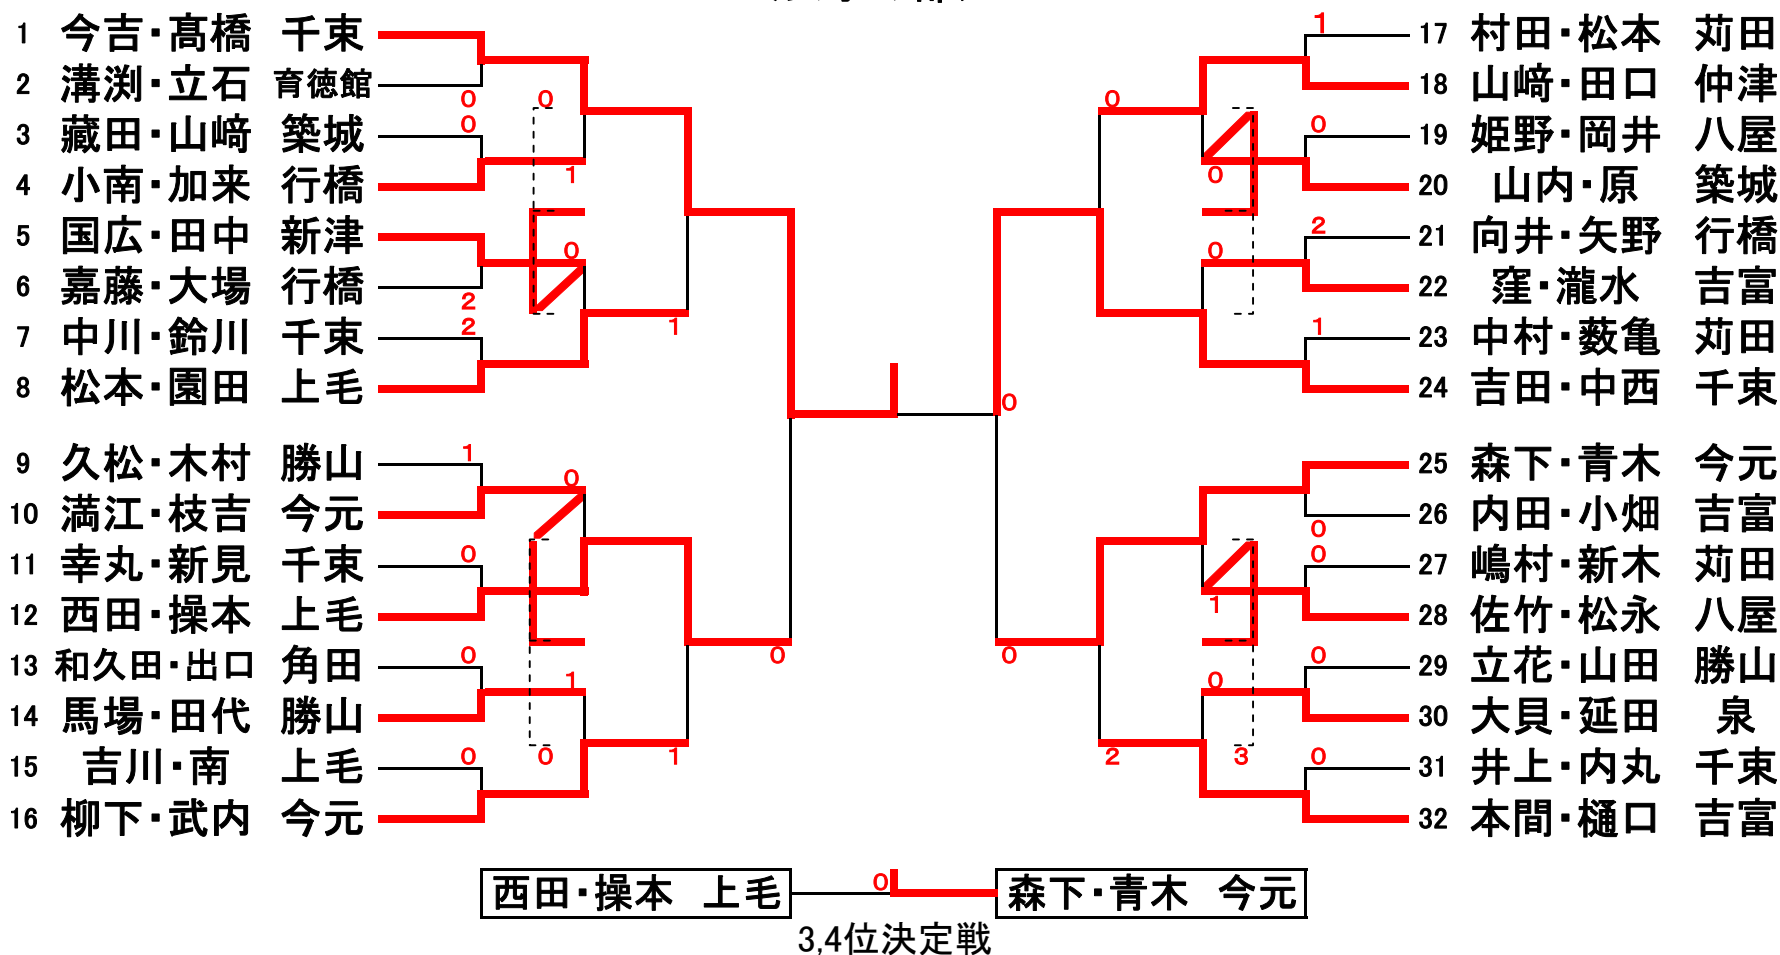 1 今吉・髙橋 千束
2 溝渕・立石 育徳館
0 0
0
3 藏田・山﨑 築城
4 小南・加来 行橋
1
5 国広・田中 新津
0
6 嘉藤・大場 行橋
2
2
7 中川・鈴川 千束
1
8 松本・園田 上毛
9 久松・木村 勝山
1
0
10 満江・枝吉 今元
11 幸丸・新見 千束
0
12 西田・操本 上毛
13 和久田・出口 角田
0
0
1
14 馬場・田代 勝山
15 吉川・南 上毛
0 0 1
16 柳下・武内 今元
1
17 村田・松本 苅田
18 山﨑・田口 仲津
0
0
19 姫野・岡井 八屋
0
20 山内・原 築城
2
21 向井・矢野 行橋
0
22 窪・瀧水 吉富
1
23 中村・薮亀 苅田
24 吉田・中西 千束
0
25 森下・青木 今元
26 内田・小畑 吉富
0
0
27 嶋村・新木 苅田
1
28 佐竹・松永 八屋
0
0
29 立花・山田 勝山
0
30 大貝・延田 泉
2 3 0
31 井上・内丸 千束
32 本間・樋口 吉富
西田・操本 上毛 0 森下・青木 今元
3,4位決定戦